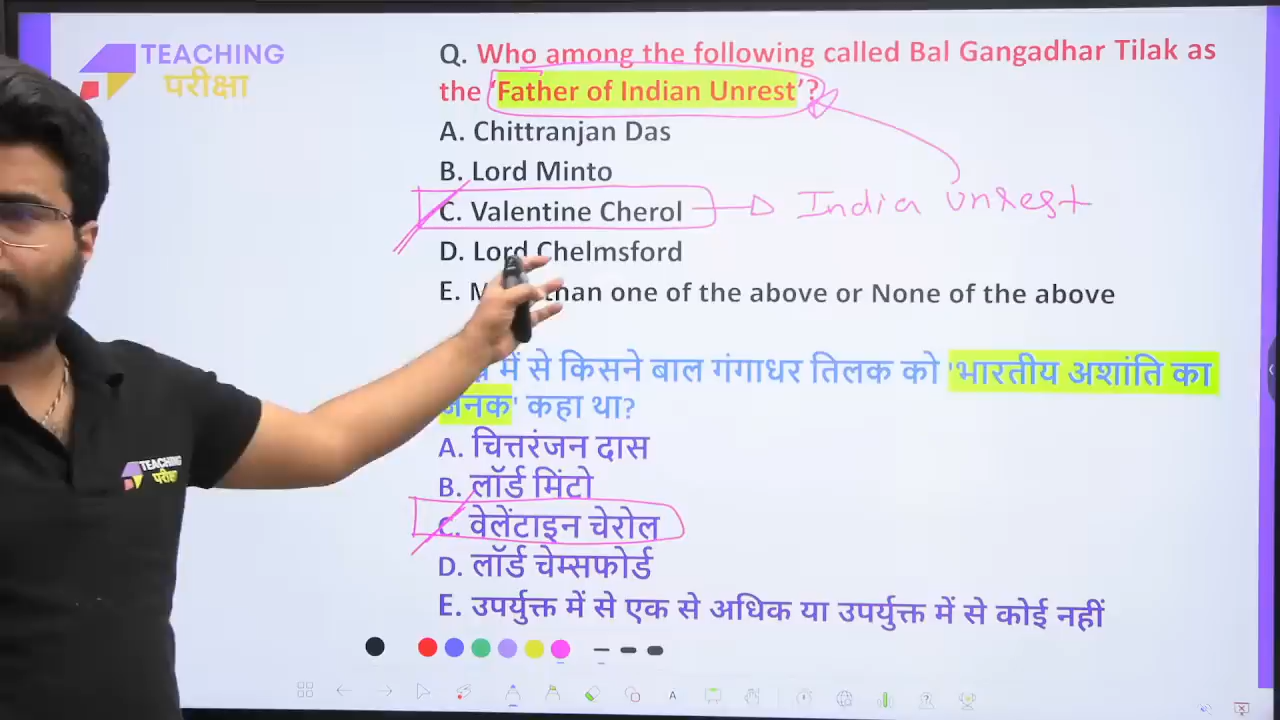 TEACHING
परीक्षा
Q. Who among the following called Bal Gangadhar Tilak as
the 'Father of Indian Unrest'?
A. Chittranjan Das
B. Lord Minto
C. Valentine Cherol
India unrest
D. Lord Chelmsford
E. than one of the above or None of the above
में से किसने बाल गंगाधर तिलक को 'भारतीय अशांति का
जनक' कहा था?
A. चित्तरंजन दास
B. लॉर्ड मिंटो
C. वेलेंटाइन चेरोल
D. लॉर्ड चेम्सफोर्ड
E. उपर्युक्त में से एक से अधिक या उपर्युक्त में से कोई नहीं
TEACHING
परीक्षा
A